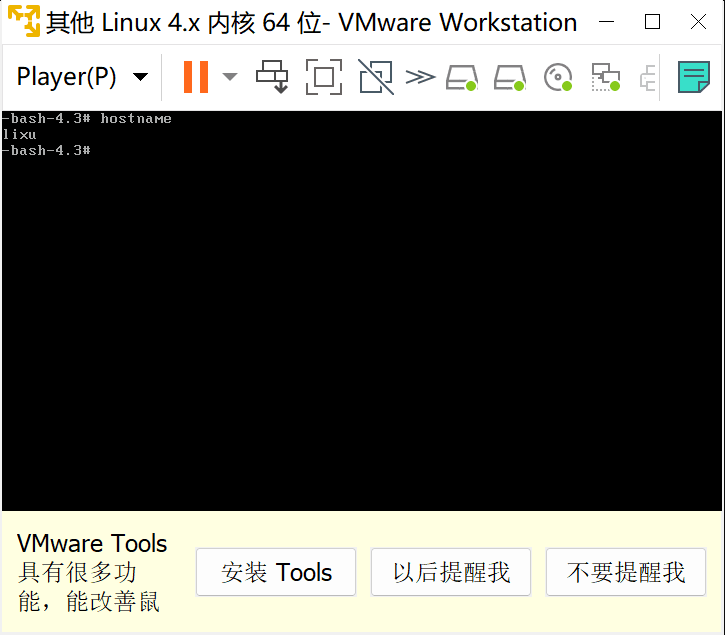 其他 Linux 4.x 内核 64 位- VMware Workstation
Player(P)
-bash-4.3# hostname
lixu
-bash-4.3#
VMware Tools
具有很多功
能，能改善鼠
安装 Tools
以后提醒我
不要提醒我